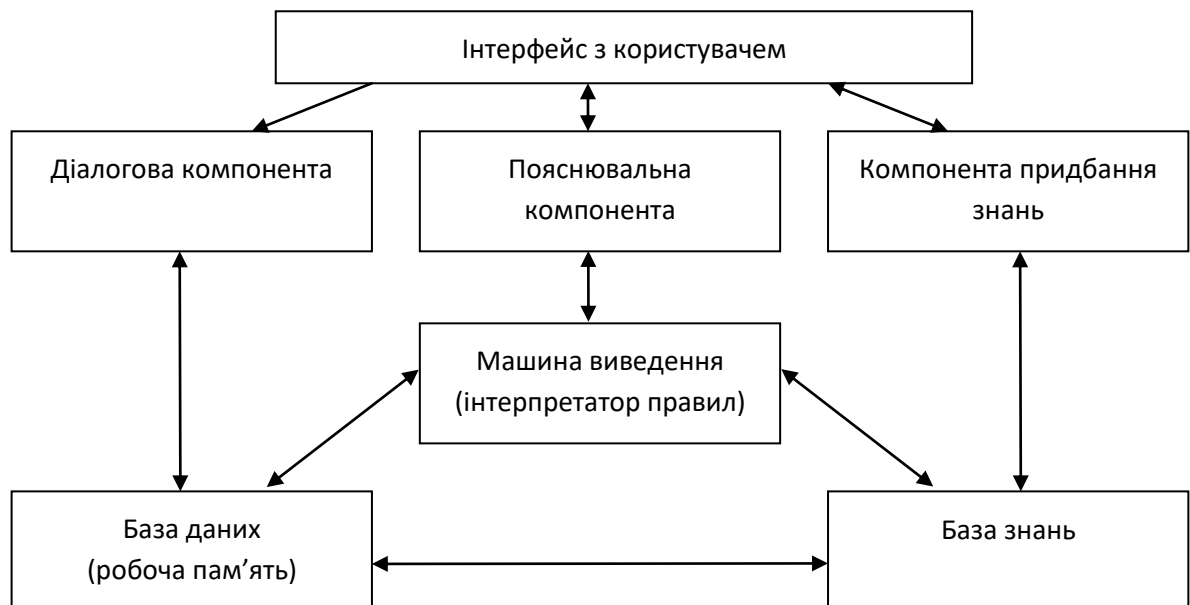 Інтерфейс з користувачем
Діалогова компонента
Пояснювальна
компонента
Компонента придбання
знань
Машина виведення
(інтерпретатор правил)
База даних
(робоча пам’ять)
База знань